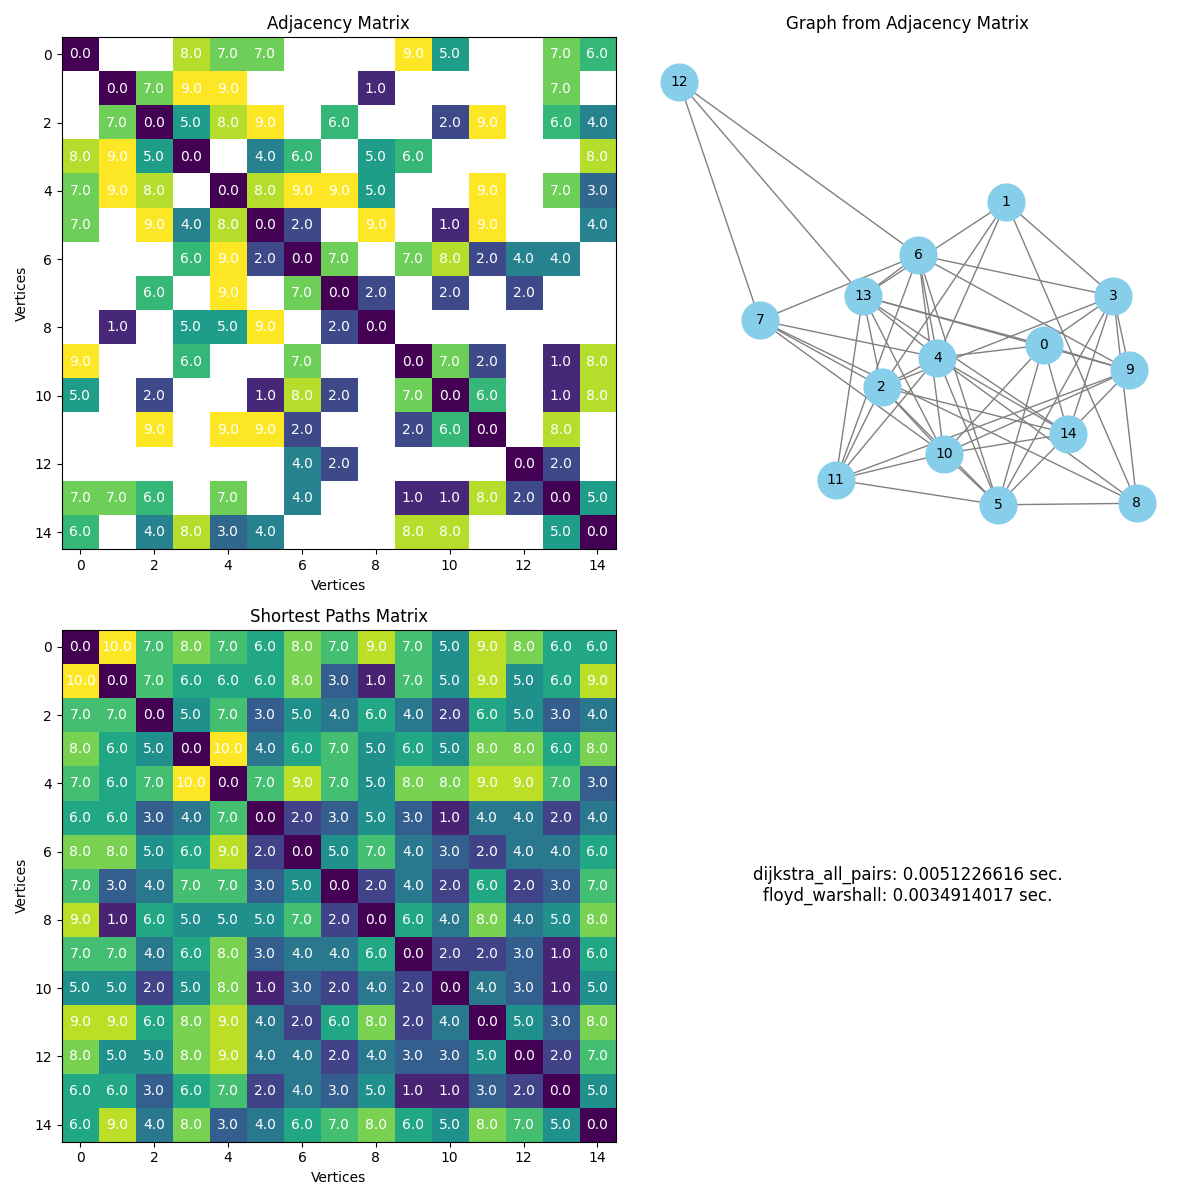 Adjacency Matrix
0 0.0 8.0 7.0 7.0 9.0 5.0 7.0 6.0
0.0 7.0 9.0 9.0 1.0 7.0
2 7.0 0.0 5.0 8.0 9.0 6.0 2.0 9.0 6.0 4.0
8.0 9.0 5.0 0.0 4.0 6.0 5.0 6.0 8.0
4 7.0 9.0 8.0 0.0 8.0 9.0 9.0 5.0 9.0 7.0 3.0
7.0 9.0 4.0 8.0 0.0 2.0 9.0 1.0 9.0 4.0
6 6.0 9.0 2.0 0.0 7.0 7.0 8.0 2.0 4.0 4.0
6.0 9.0 7.0 0.0 2.0 2.0 2.0
8 1.0 5.0 5.0 9.0 2.0 0.0
9.0 6.0 7.0 0.0 7.0 2.0 1.0 8.0
10 5.0 2.0 1.0 8.0 2.0 7.0 0.0 6.0 1.0 8.0
9.0 9.0 9.0 2.0 2.0 6.0 0.0 8.0
12 4.0 2.0 0.0 2.0
7.0 7.0 6.0 7.0 4.0 1.0 1.0 8.0 2.0 0.0 5.0
14 6.0 4.0 8.0 3.0 4.0 8.0 8.0 5.0 0.0
0 2 4 6 8 10 12 14
Vertices
Vertices
Graph from Adjacency Matrix
12
1
6
13
3
7
0
4
9
2
14
10
11
5
8
Shortest Paths Matrix
0 0.0 10.0 7.0 8.0 7.0 6.0 8.0 7.0 9.0 7.0 5.0 9.0 8.0 6.0 6.0
10.0 0.0 7.0 6.0 6.0 6.0 8.0 3.0 1.0 7.0 5.0 9.0 5.0 6.0 9.0
2 7.0 7.0 0.0 5.0 7.0 3.0 5.0 4.0 6.0 4.0 2.0 6.0 5.0 3.0 4.0
8.0 6.0 5.0 0.0 10.0 4.0 6.0 7.0 5.0 6.0 5.0 8.0 8.0 6.0 8.0
4 7.0 6.0 7.0 10.0 0.0 7.0 9.0 7.0 5.0 8.0 8.0 9.0 9.0 7.0 3.0
6.0 6.0 3.0 4.0 7.0 0.0 2.0 3.0 5.0 3.0 1.0 4.0 4.0 2.0 4.0
6 8.0 8.0 5.0 6.0 9.0 2.0 0.0 5.0 7.0 4.0 3.0 2.0 4.0 4.0 6.0
7.0 3.0 4.0 7.0 7.0 3.0 5.0 0.0 2.0 4.0 2.0 6.0 2.0 3.0 7.0
8 9.0 1.0 6.0 5.0 5.0 5.0 7.0 2.0 0.0 6.0 4.0 8.0 4.0 5.0 8.0
7.0 7.0 4.0 6.0 8.0 3.0 4.0 4.0 6.0 0.0 2.0 2.0 3.0 1.0 6.0
10 5.0 5.0 2.0 5.0 8.0 1.0 3.0 2.0 4.0 2.0 0.0 4.0 3.0 1.0 5.0
9.0 9.0 6.0 8.0 9.0 4.0 2.0 6.0 8.0 2.0 4.0 0.0 5.0 3.0 8.0
12 8.0 5.0 5.0 8.0 9.0 4.0 4.0 2.0 4.0 3.0 3.0 5.0 0.0 2.0 7.0
6.0 6.0 3.0 6.0 7.0 2.0 4.0 3.0 5.0 1.0 1.0 3.0 2.0 0.0 5.0
14 6.0 9.0 4.0 8.0 3.0 4.0 6.0 7.0 8.0 6.0 5.0 8.0 7.0 5.0 0.0
0 2 4 6 8 10 12 14
Vertices
Vertices
dijkstra_all_pairs: 0.0051226616 sec.
floyd_warshall: 0.0034914017 sec.